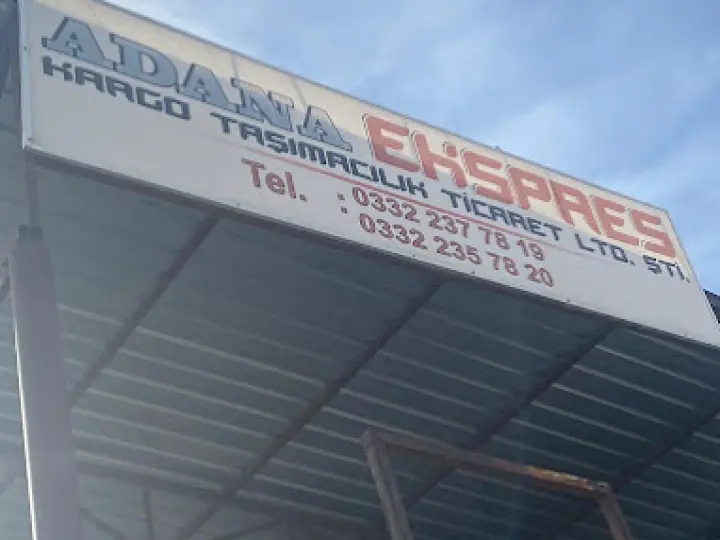 ADANA EKSPRES
KARGO TAŞIMACILIK TİCARET LTD. ŞTİ.
Tel. : 0332 237 78 19
: 0332 235 78 20